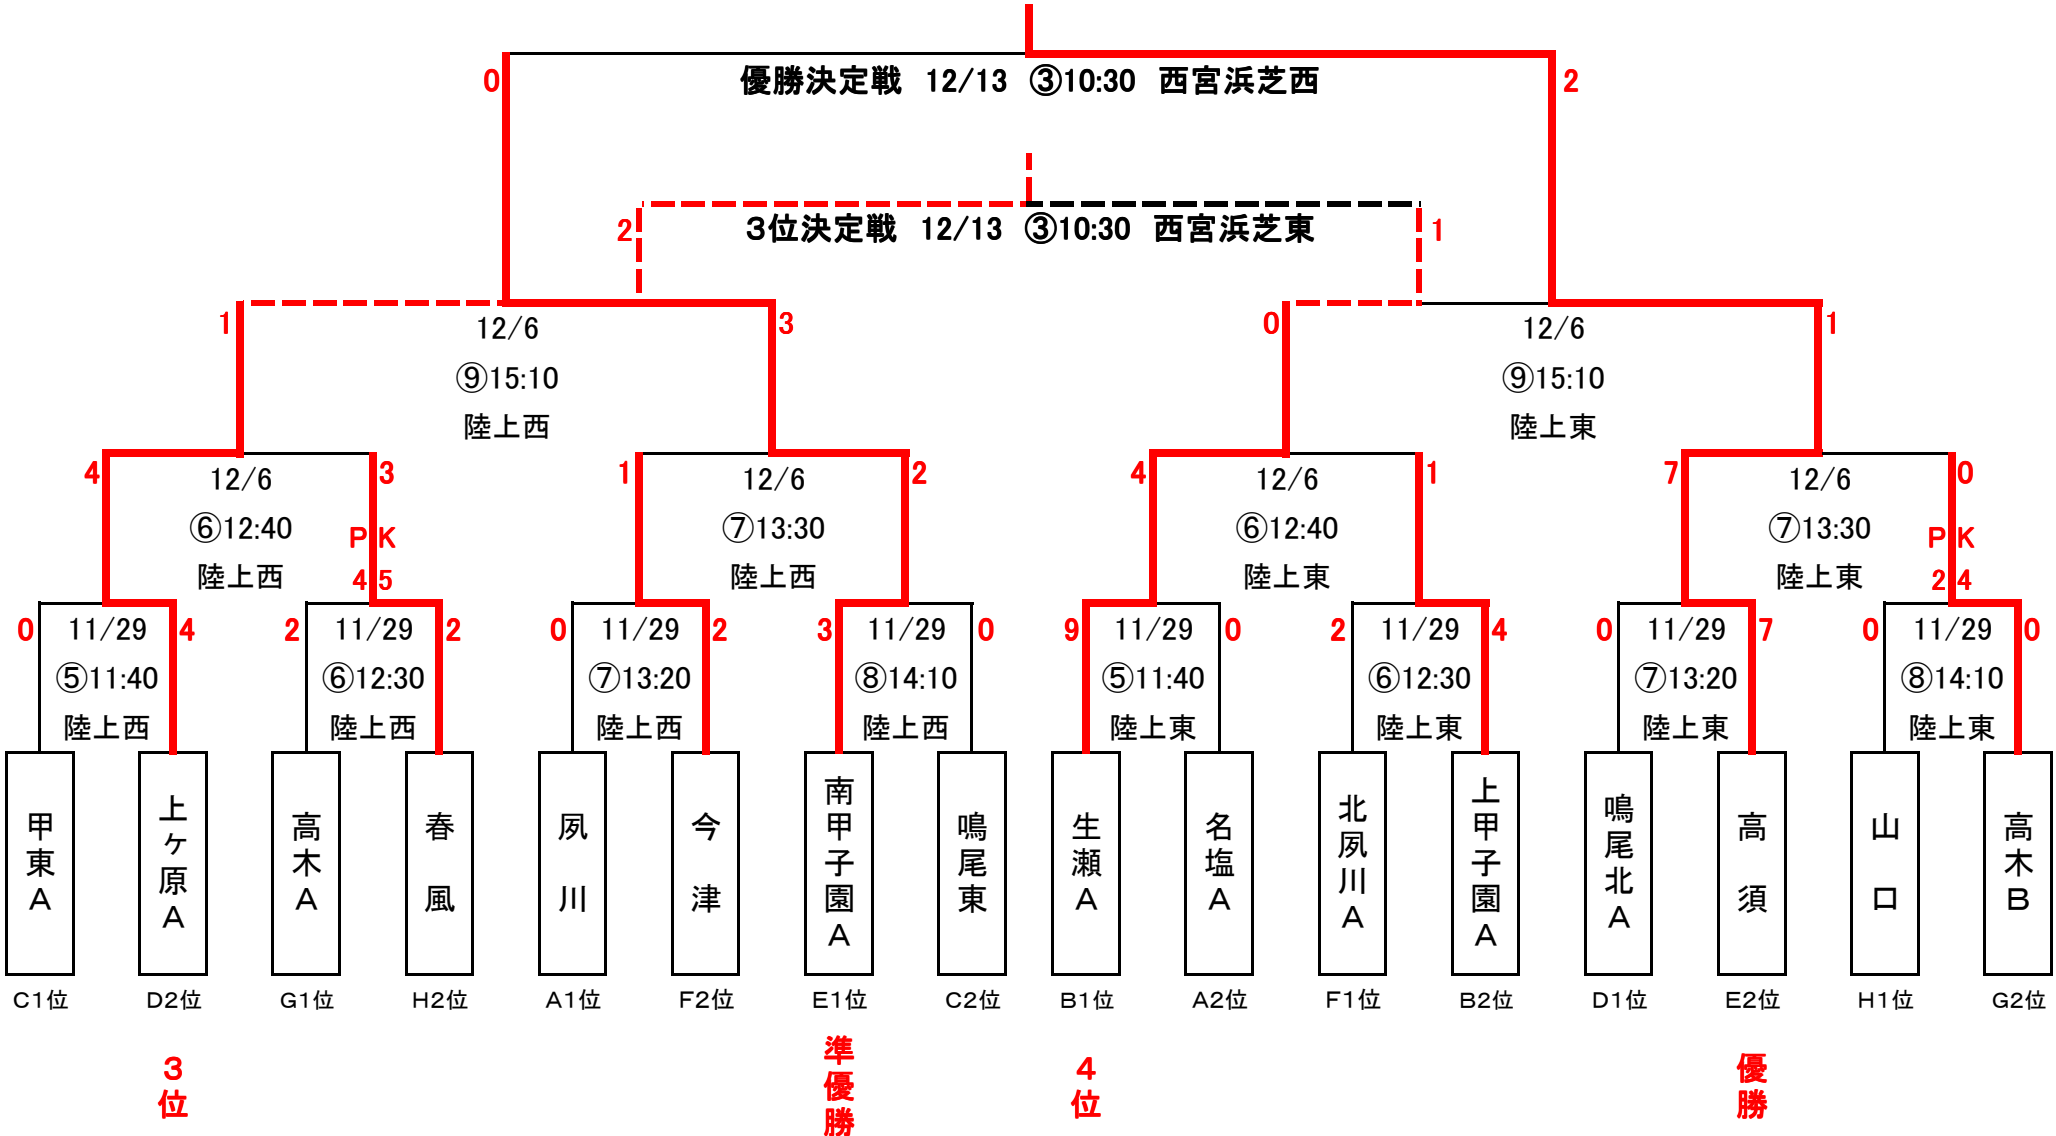 0 優勝決定戦 12/13 ③10:30 西宮浜芝西 2
2 3位決定戦 12/13 ③10:30 西宮浜芝東 1
1 12/6 3 0 12/6 1
⑨15:10 ⑨15:10
陸上西 陸上東
4 12/6 3 1 12/6 2 4 12/6 1 7 12/6 0
⑥12:40 PK ⑦13:30 ⑥12:40 ⑦13:30 PK
陸上西 4 5 陸上西 陸上東 陸上東 2 4
0 11/29 4 2 11/29 2 0 11/29 2 3 11/29 0 9 11/29 0 2 11/29 4 0 11/29 7 0 11/29 0
⑤11:40 ⑥12:30 ⑦13:20 ⑧14:10 ⑤11:40 ⑥12:30 ⑦13:20 ⑧14:10
陸上西 陸上西 陸上西 陸上西 陸上東 陸上東 陸上東 陸上東
甲東A
上ヶ原A
高木A
春風
夙川
今津
南甲子園A
鳴尾東
生瀬A
名塩A
北夙川A
上甲子園A
鳴尾北A
高須
山口
高木B
C1位 D2位 G1位 H2位 A1位 F2位 E1位 C2位 B1位 A2位 F1位 B2位 D1位 E2位 H1位 G2位
3位
準優勝
4位
優勝